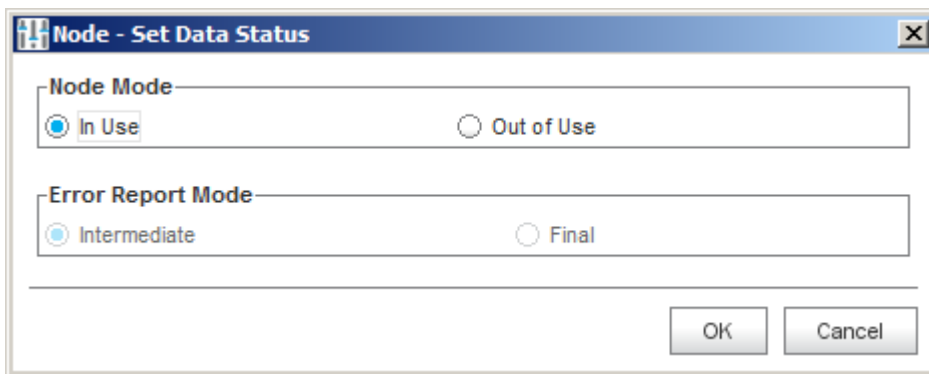 Node - Set Data Status
Node Mode
In Use Out of Use
Error Report Mode
Intermediate Final
OK Cancel